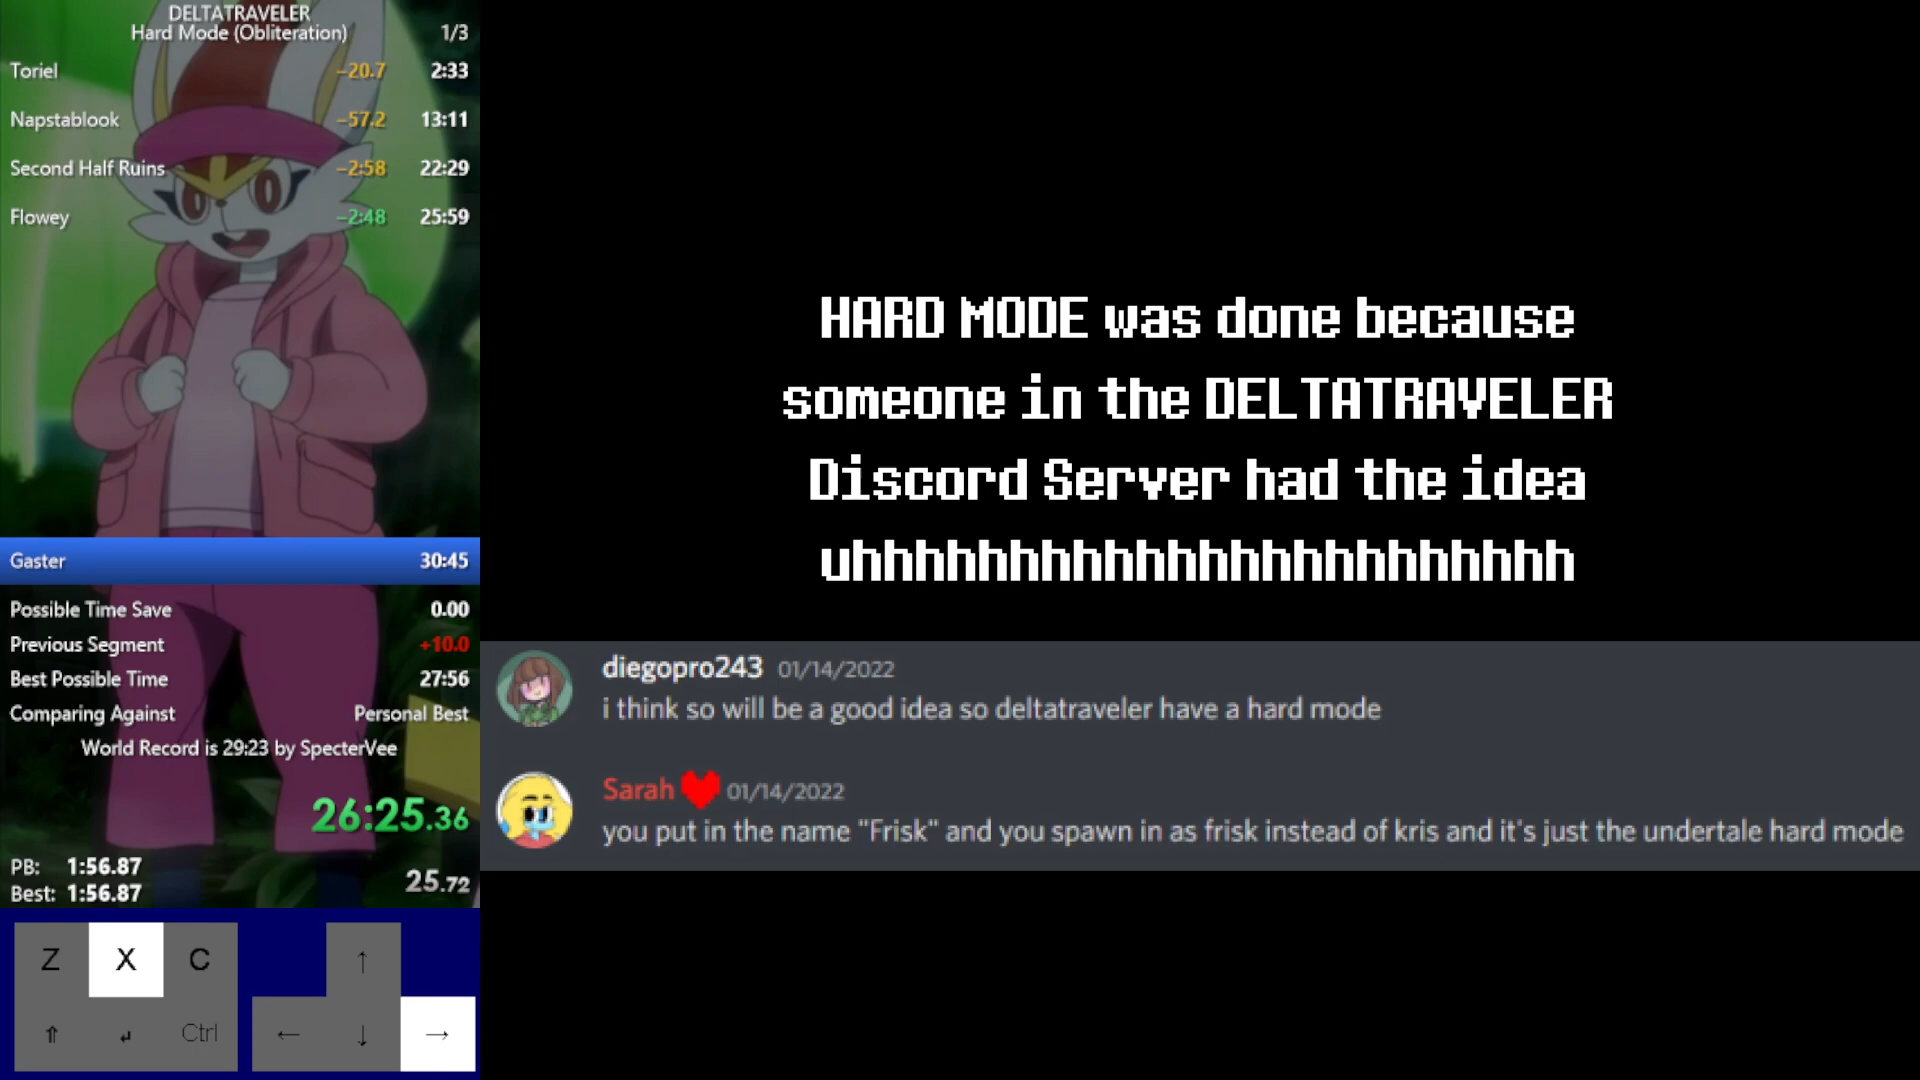 DELTATRAVELER
Hard Mode (Obliteration) 1/3
Toriel −20.7 2:33
Napstablook −57.2 13:11
Second Half Ruins −2:58 22:29
Flowey −2:48 25:59
Gaster 30:45
Possible Time Save 0.00
Previous Segment +10.0
Best Possible Time 27:56
Comparing Against Personal Best
World Record is 29:23 by SpecterVee
26:25.36
PB: 1:56.87
Best: 1:56.87
25.72
Z X C ↑
⇑ ↵ Ctrl ← ↓ →
HARD MODE was done because
someone in the DELTATRAVELER
Discord Server had the idea
uhhhhhhhhhhhhhhhhhhhhhhh
diegopro243 01/14/2022
i think so will be a good idea so deltatraveler have a hard mode
Sarah 01/14/2022
you put in the name "Frisk" and you spawn in as frisk instead of kris and it's just the undertale hard mode